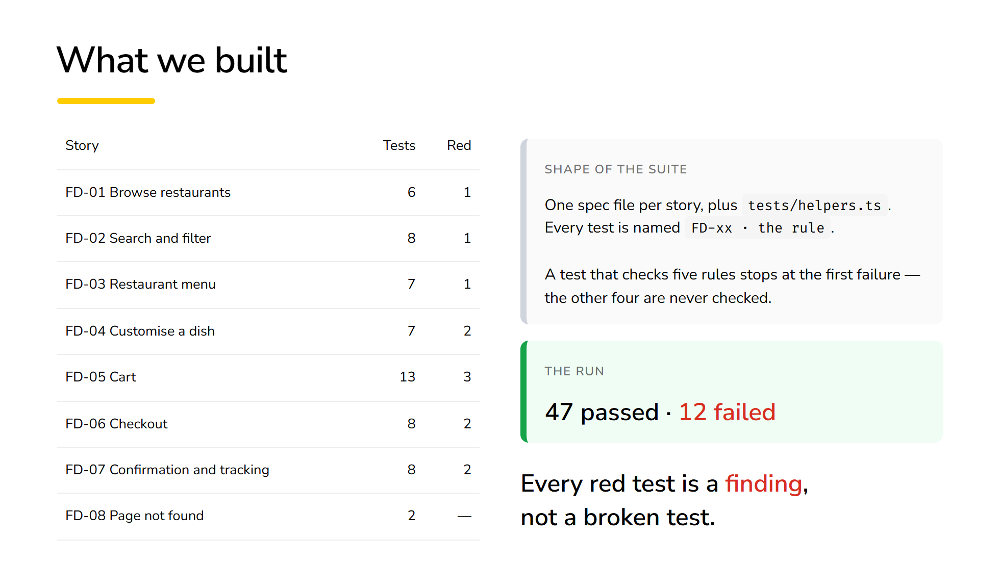 What we built
Story Tests Red
FD-01 Browse restaurants 6 1
FD-02 Search and filter 8 1
FD-03 Restaurant menu 7 1
FD-04 Customise a dish 7 2
FD-05 Cart 13 3
FD-06 Checkout 8 2
FD-07 Confirmation and tracking 8 2
FD-08 Page not found 2 —
SHAPE OF THE SUITE
One spec file per story, plus tests/helpers.ts .
Every test is named FD-xx · the rule .
A test that checks five rules stops at the first failure —
the other four are never checked.
THE RUN
47 passed · 12 failed
Every red test is a finding,
not a broken test.